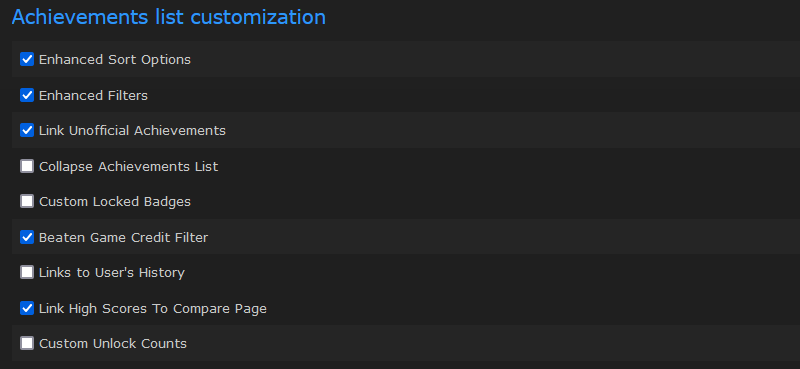 Achievements list customization
Enhanced Sort Options
Enhanced Filters
Link Unofficial Achievements
Collapse Achievements List
Custom Locked Badges
Beaten Game Credit Filter
Links to User's History
Link High Scores To Compare Page
Custom Unlock Counts